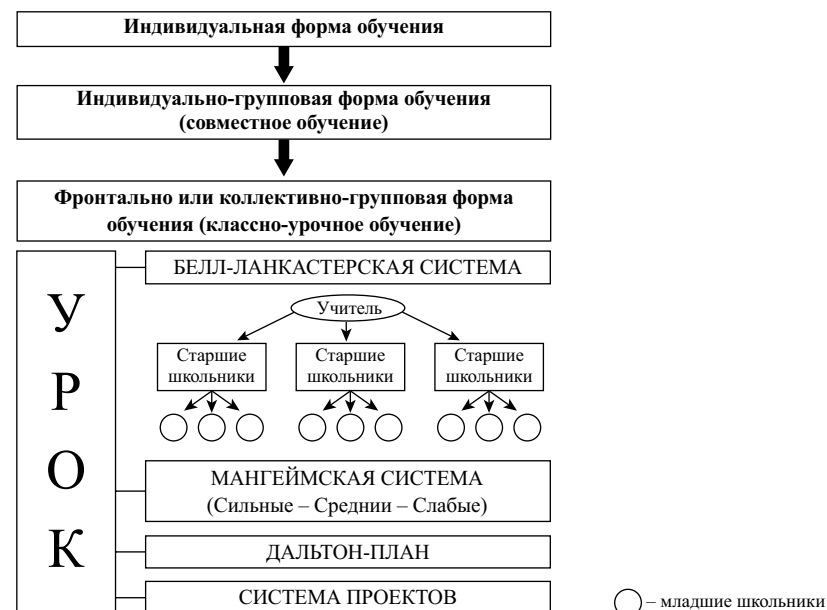 Индивидуальная форма обучения
Индивидуально-групповая форма обучения
(совместное обучение)
Фронтально или коллективно-групповая форма
обучения (классно-урочное обучение)
У
Р
О
К
БЕЛЛ-ЛАНКАСТЕРСКАЯ СИСТЕМА
Учитель
Старшие
школьники
Старшие
школьники
Старшие
школьники
МАНГЕЙМСКАЯ СИСТЕМА
(Сильные – Среднии – Слабые)
ДАЛЬТОН-ПЛАН
СИСТЕМА ПРОЕКТОВ
– младшие школьники